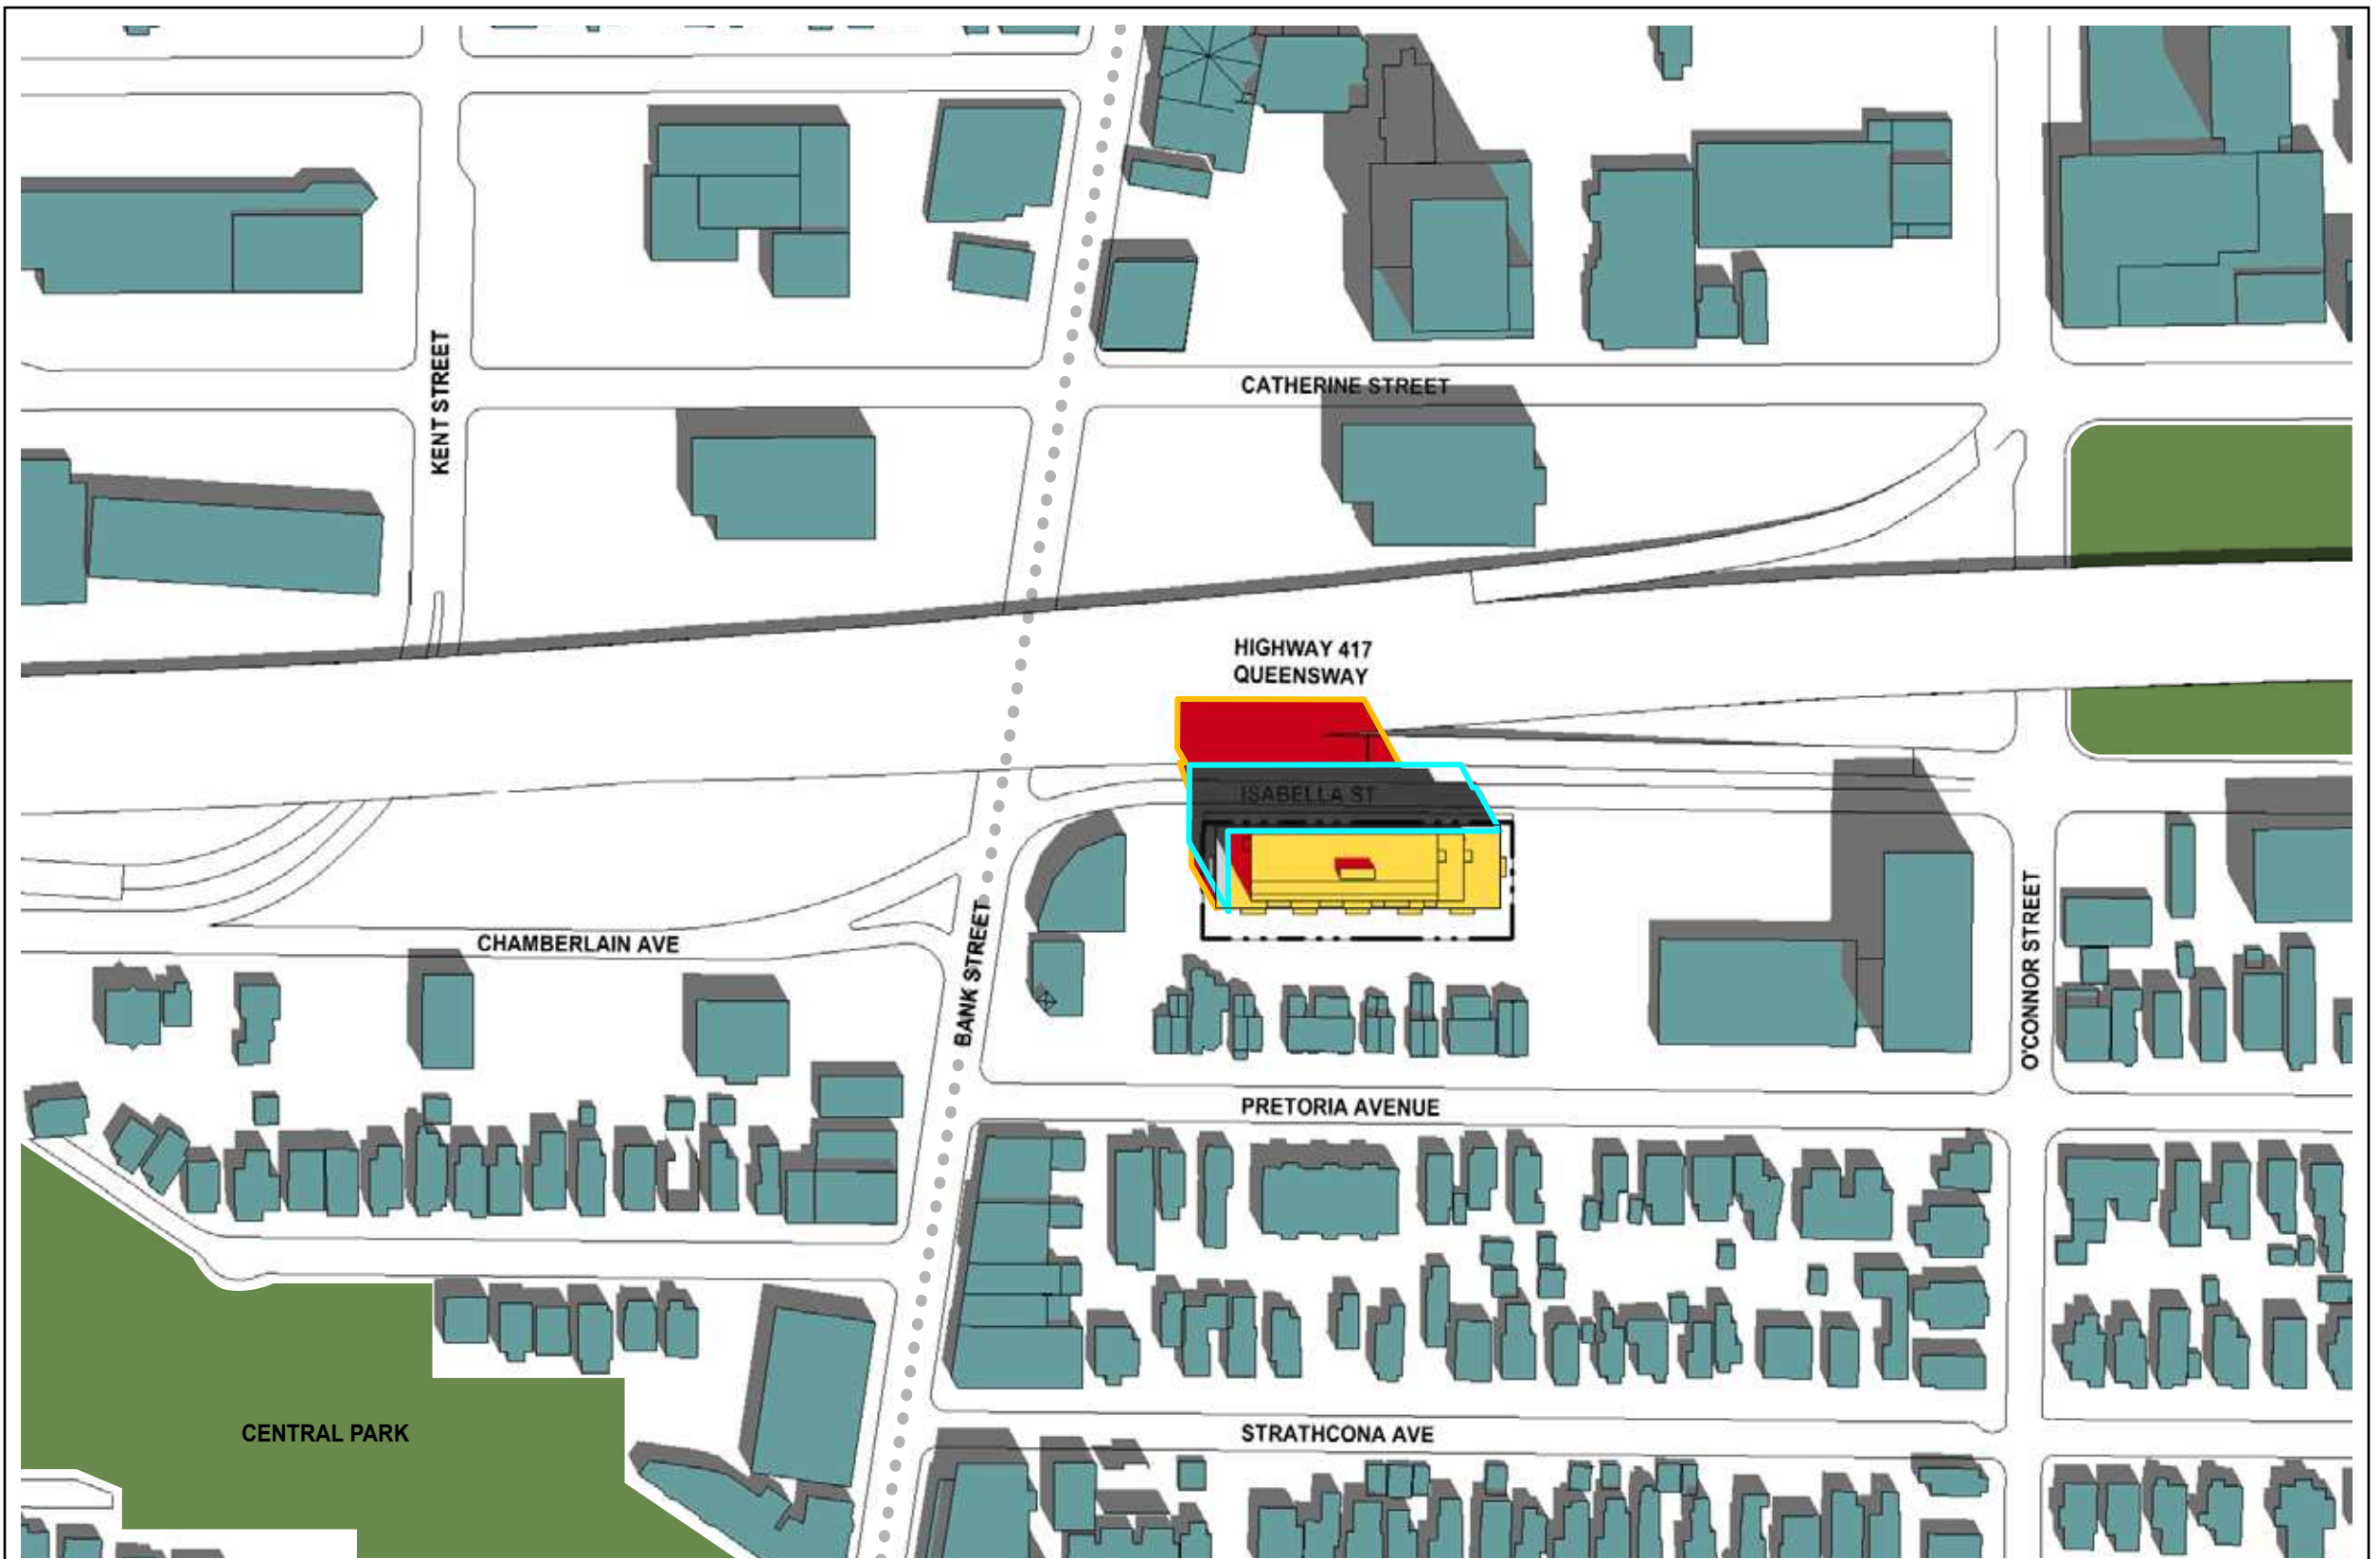 KENT STREET
CATHERINE STREET
HIGHWAY 417
QUEENSWAY
ISABELLA ST
CHAMBERLAIN AVE
BANK STREET
O'CONNOR STREET
PRETORIA AVENUE
CENTRAL PARK
STRATHCONA AVE